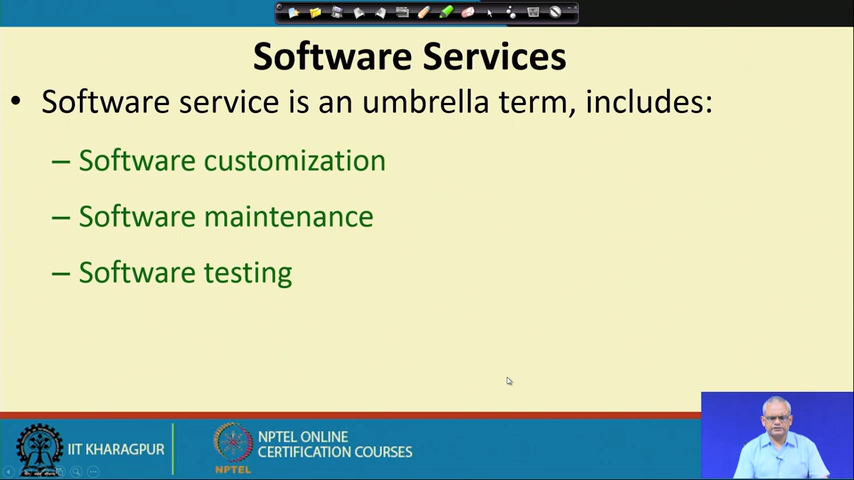 Software Services
• Software service is an umbrella term, includes:
– Software customization
– Software maintenance
– Software testing
IIT KHARAGPUR
NPTEL
NPTEL ONLINE
CERTIFICATION COURSES